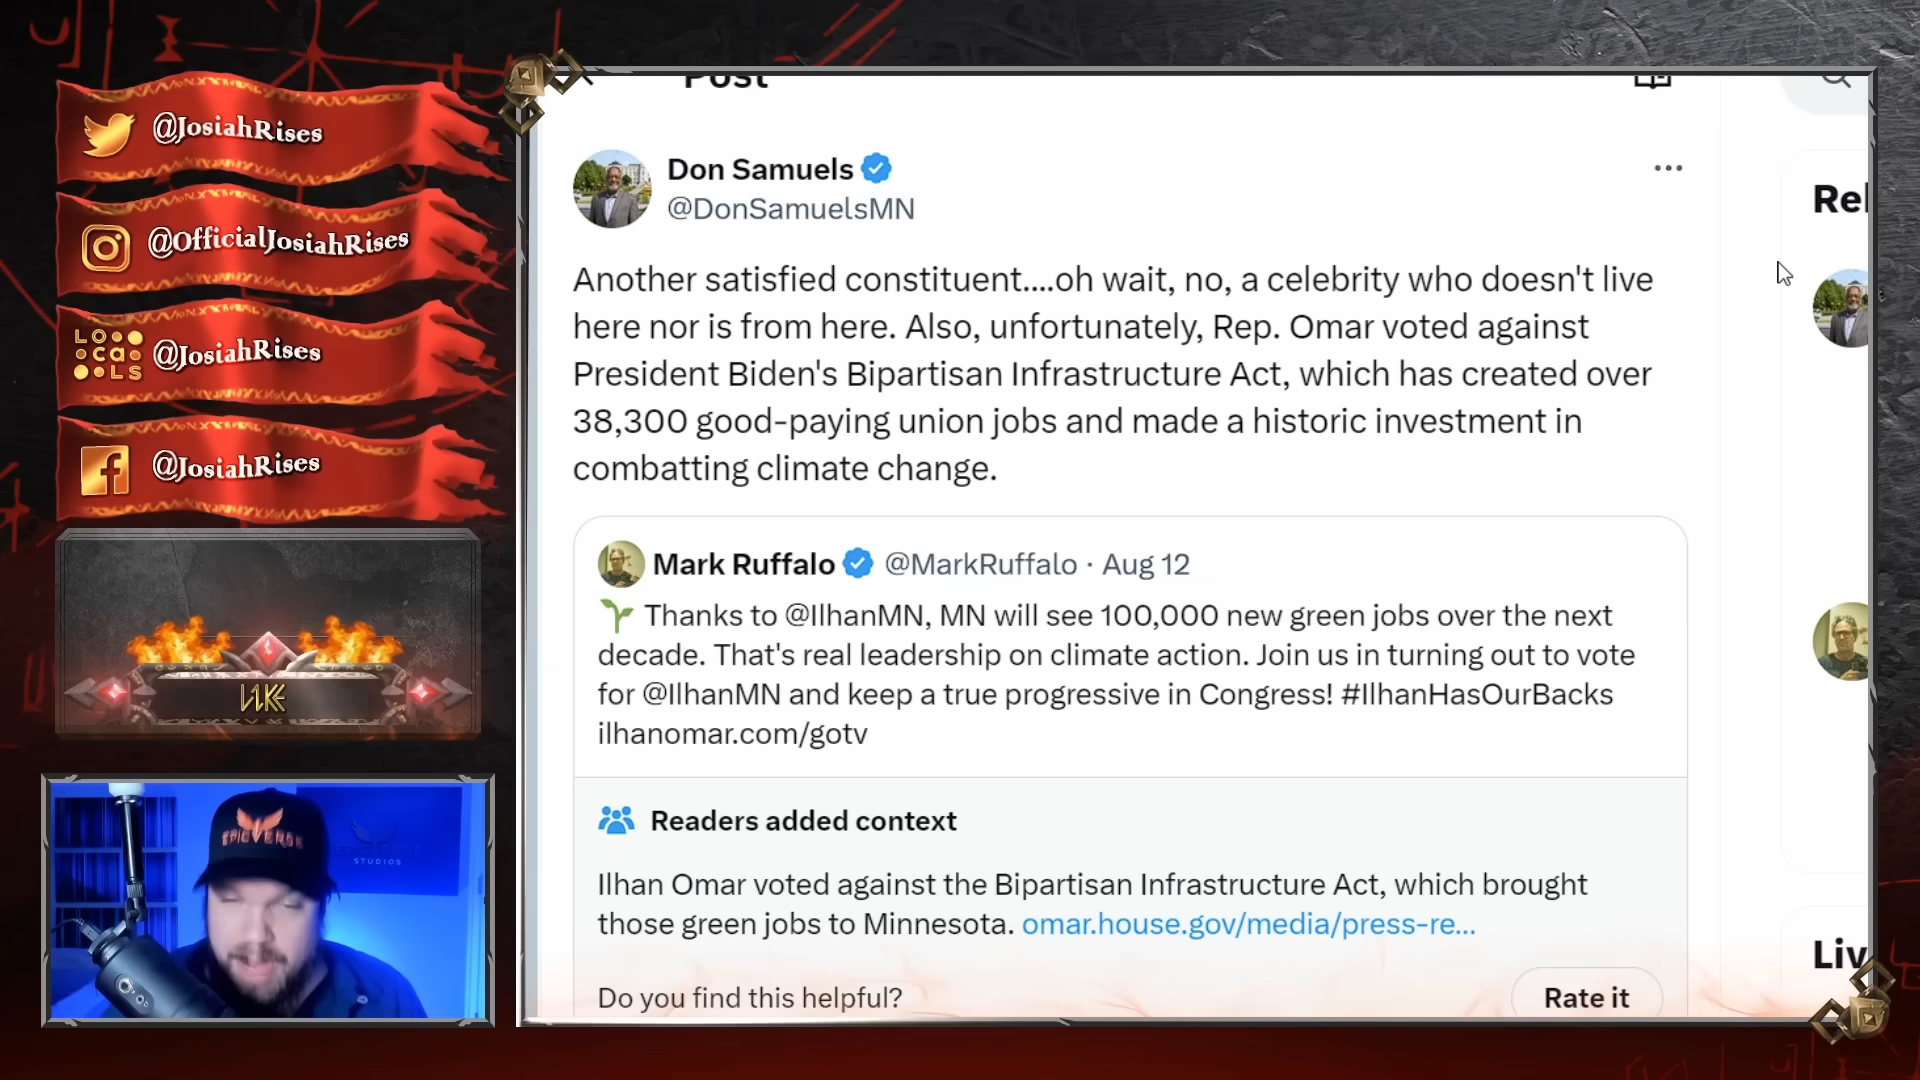 @JosiahRises
@OfficialJosiahRises
LOcaLS
@JosiahRises
@JosiahRises
EPICVERSE
STUDIOS
Post
Don Samuels
@DonSamuelsMN
Another satisfied constituent....oh wait, no, a celebrity who doesn't live
here nor is from here. Also, unfortunately, Rep. Omar voted against
President Biden's Bipartisan Infrastructure Act, which has created over
38,300 good-paying union jobs and made a historic investment in
combatting climate change.
Mark Ruffalo @MarkRuffalo · Aug 12
Thanks to @IlhanMN, MN will see 100,000 new green jobs over the next
decade. That's real leadership on climate action. Join us in turning out to vote
for @IlhanMN and keep a true progressive in Congress! #IlhanHasOurBacks
ilhanomar.com/gotv
Readers added context
Ilhan Omar voted against the Bipartisan Infrastructure Act, which brought
those green jobs to Minnesota. omar.house.gov/media/press-re...
Do you find this helpful?
Rate it
Rel
Liv